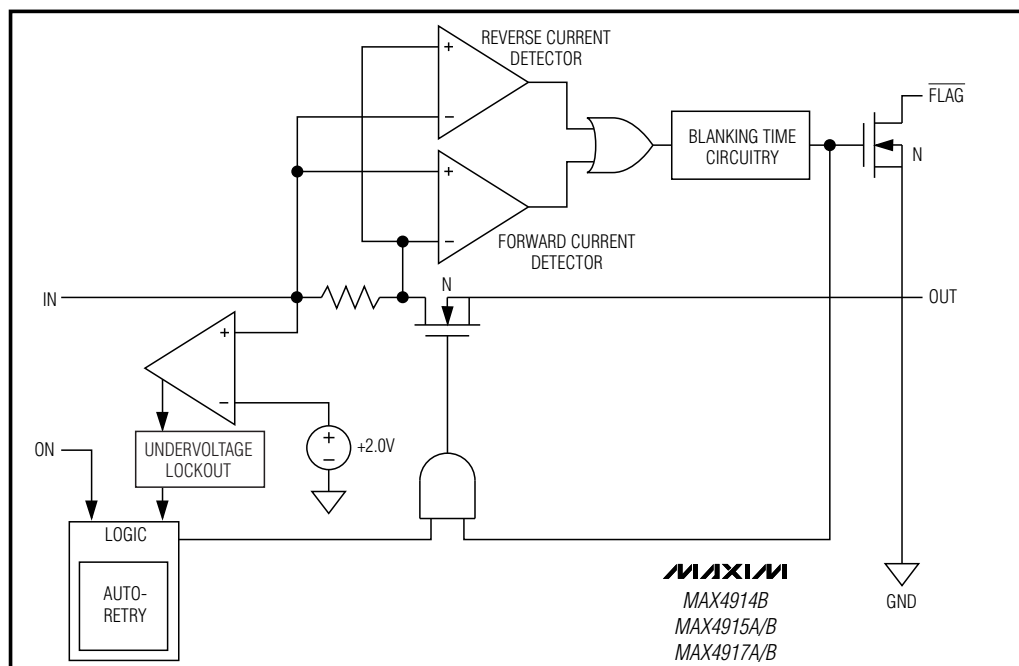 REVERSE CURRENT
DETECTOR
+
−
+
−
FORWARD CURRENT
DETECTOR
BLANKING TIME
CIRCUITRY
FLAG
N
IN
N
OUT
+
−
+
−
+2.0V
ON
UNDERVOLTAGE
LOCKOUT
LOGIC
AUTO-
RETRY
GND
MAXIM
MAX4914B
MAX4915A/B
MAX4917A/B